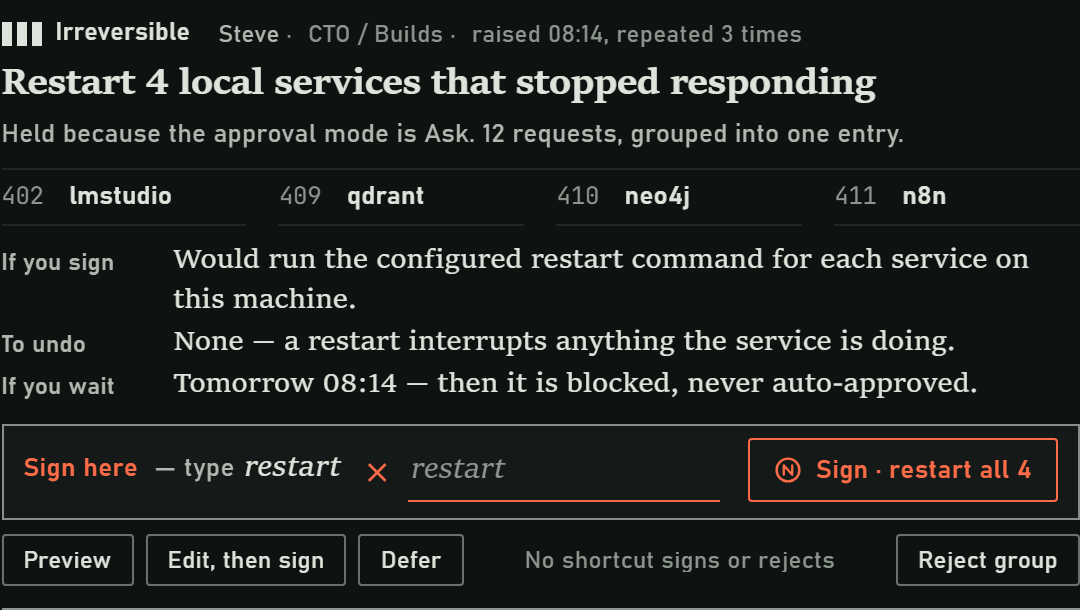 Irreversible Steve · CTO / Builds · raised 08:14, repeated 3 times
Restart 4 local services that stopped responding
Held because the approval mode is Ask. 12 requests, grouped into one entry.
402 lmstudio 409 qdrant 410 neo4j 411 n8n
If you sign Would run the configured restart command for each service on
this machine.
To undo None — a restart interrupts anything the service is doing.
If you wait Tomorrow 08:14 — then it is blocked, never auto-approved.
Sign here — type restart × restart N Sign · restart all 4
Preview Edit, then sign Defer No shortcut signs or rejects Reject group